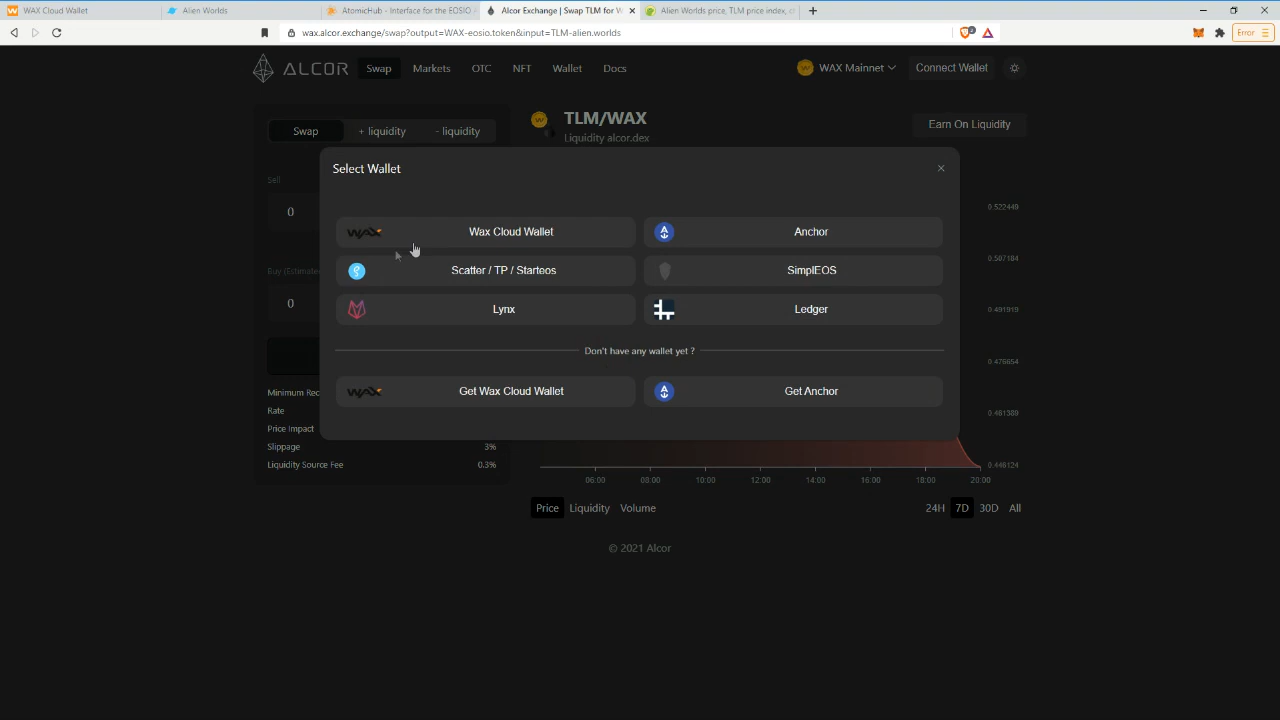 WAX Cloud Wallet
Alien Worlds
AtomicHub - Interface for the EOSIO
Alcor Exchange | Swap TLM for W
Alien Worlds price, TLM price index, c
wax.alcor.exchange/swap?output=WAX-eosio.token&input=TLM-alien.worlds
Error
ALCOR
Swap
Markets
OTC
NFT
Wallet
Docs
WAX Mainnet
Connect Wallet
Swap
+ liquidity
- liquidity
TLM/WAX
Liquidity alcor.dex
Earn On Liquidity
Select Wallet
Sell
0
0.522449
WAX Wax Cloud Wallet
Anchor
0.507184
Buy (Estimate
Scatter / TP / Starteos
SimplEOS
0
Lynx
Ledger
0.491919
Don't have any wallet yet ?
0.476654
WAX Get Wax Cloud Wallet
Get Anchor
Minimum Rec
Rate
0.461389
Price Impact
Slippage 3%
Liquidity Source Fee 0.3%
0.446124
06:00 08:00 10:00 12:00 14:00 16:00 18:00 20:00
Price Liquidity Volume
24H 7D 30D All
© 2021 Alcor